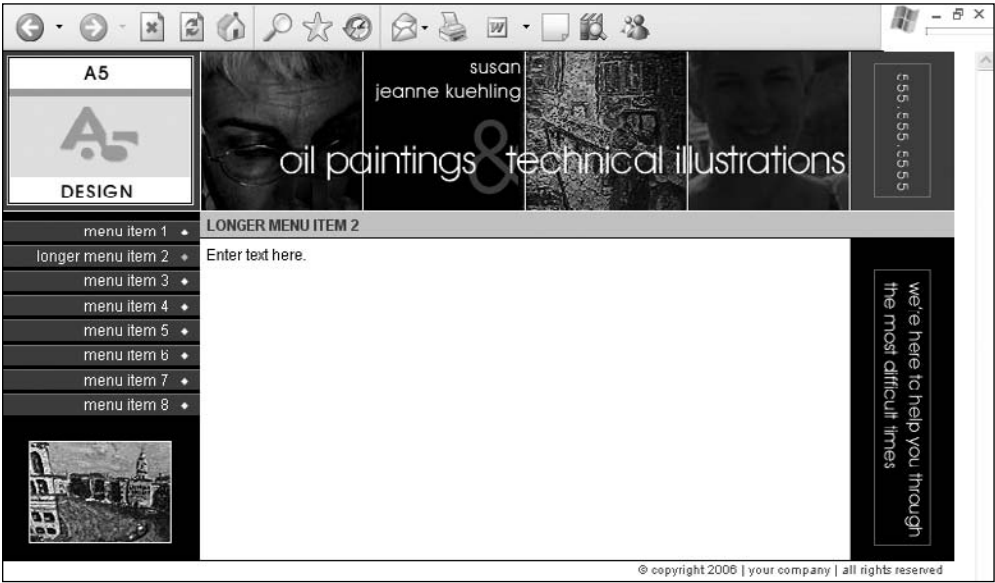 A5
A5
DESIGN
susan
jeanne kuehling
oil paintings & technical illustrations
555.555.5555
menu item 1
longer menu item 2
menu item 3
menu item 4
menu item 5
menu item 6
menu item 7
menu item 8
LONGER MENU ITEM 2
Enter text here.
we're here to help you through
the most difficult times
© copyright 2006 | your company | all rights reserved